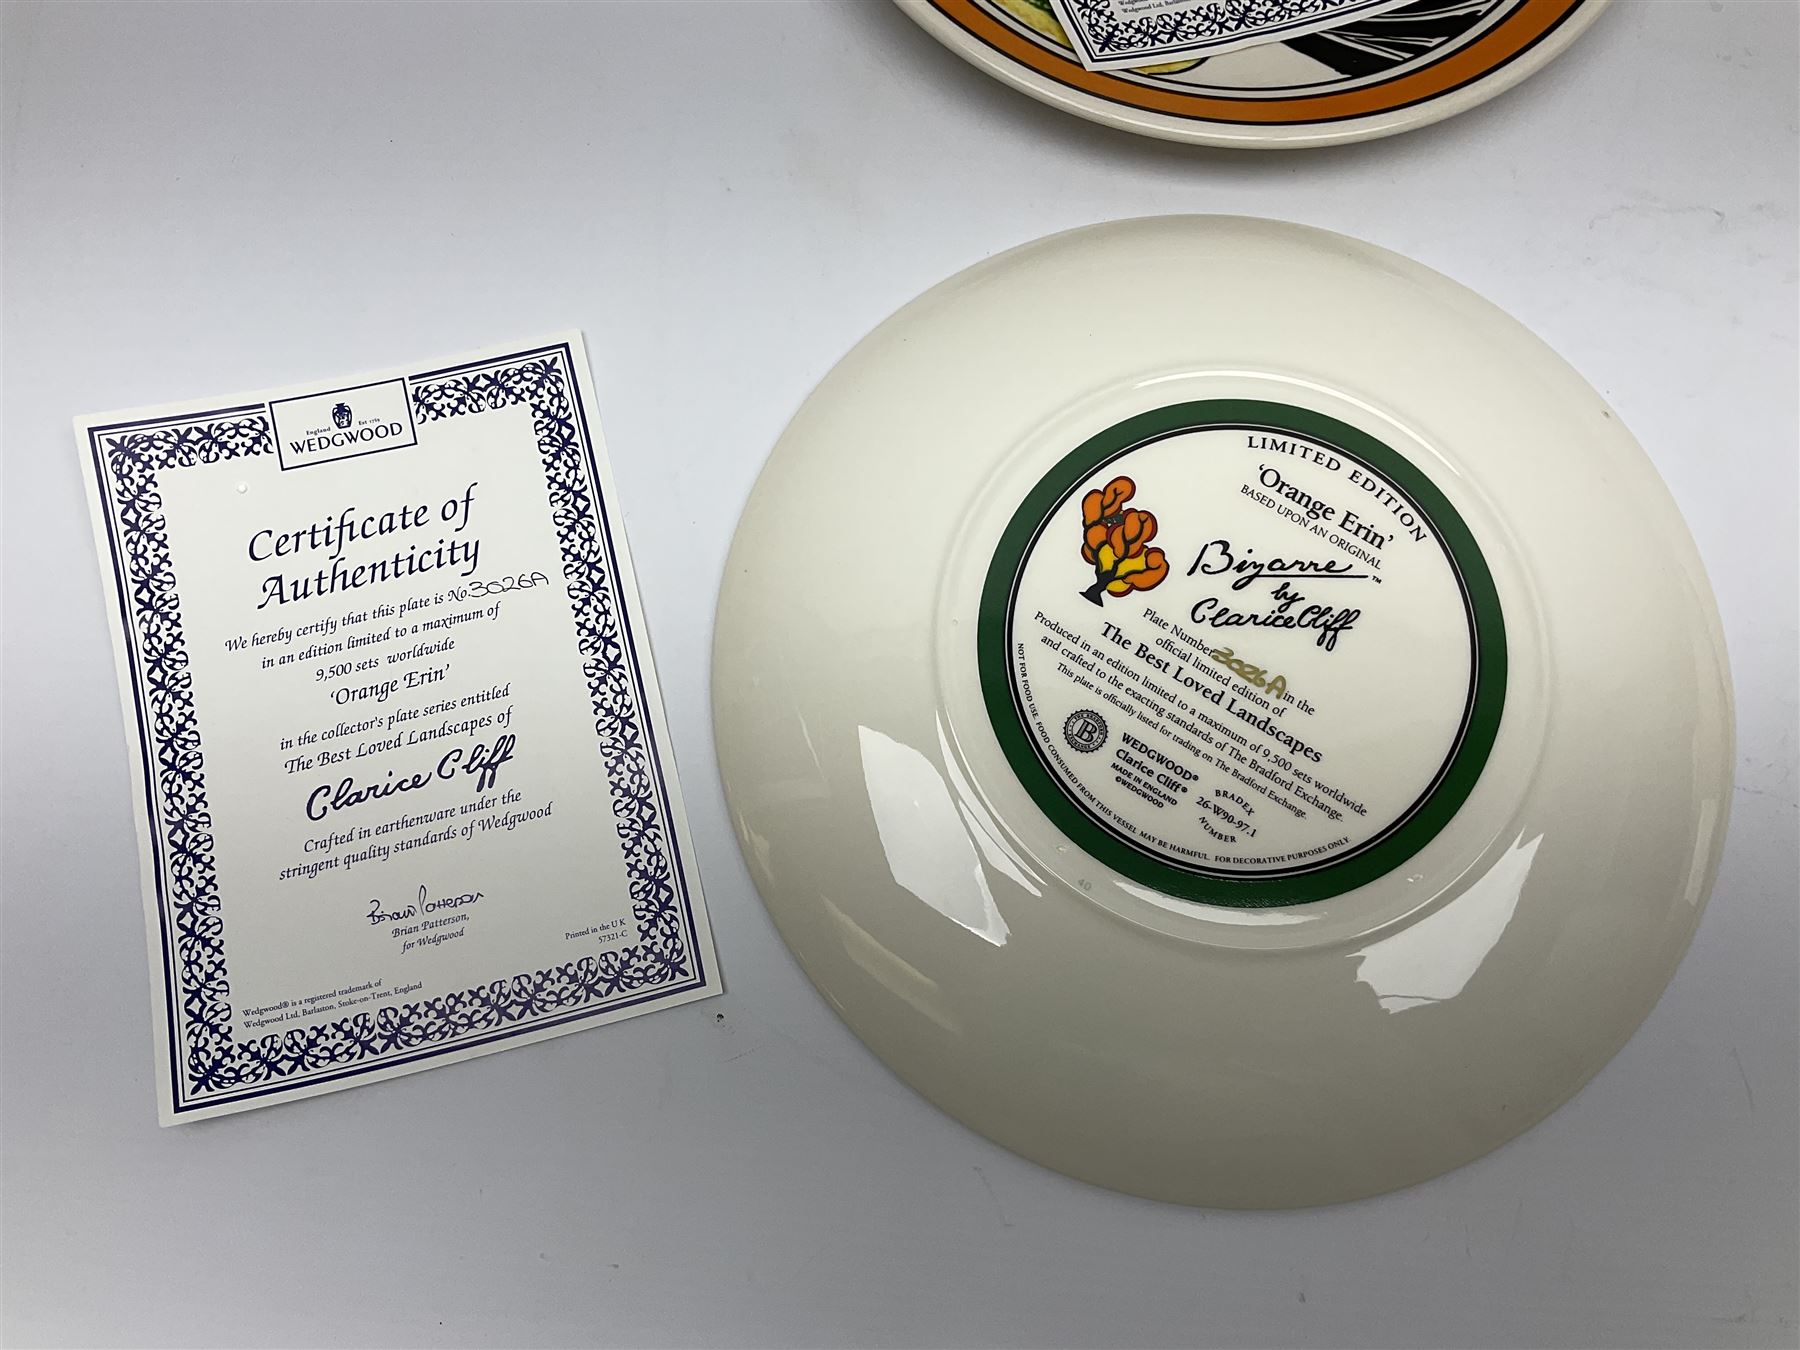 Wedgwood Ltd, Barlaston
England Est 1759
WEDGWOOD
Certificate of
Authenticity
We hereby certify that this plate is No. 3026A
in an edition limited to a maximum of
9,500 sets worldwide
'Orange Erin'
in the collector's plate series entitled
The Best Loved Landscapes of
Clarice Cliff
Crafted in earthenware under the
stringent quality standards of Wedgwood
Brian Patterson
Brian Patterson,
for Wedgwood
Printed in the U K
57321-C
Wedgwood® is a registered trademark of
Wedgwood Ltd, Barlaston, Stoke-on-Trent, England
LIMITED EDITION
'Orange Erin'
BASED UPON AN ORIGINAL
Bizarre™
by
Clarice Cliff
Plate Number 3026A in the
official limited edition of
The Best Loved Landscapes
Produced in an edition limited to a maximum of 9,500 sets worldwide
and crafted to the exacting standards of The Bradford Exchange.
This plate is officially listed for trading on The Bradford Exchange.
B
WEDGWOOD®
Clarice Cliff®
MADE IN ENGLAND
©WEDGWOOD
BRADEX
26-W90-97.1
NUMBER
NOT FOR FOOD USE. FOOD CONSUMED FROM THIS VESSEL MAY BE HARMFUL. FOR DECORATIVE PURPOSES ONLY.
40